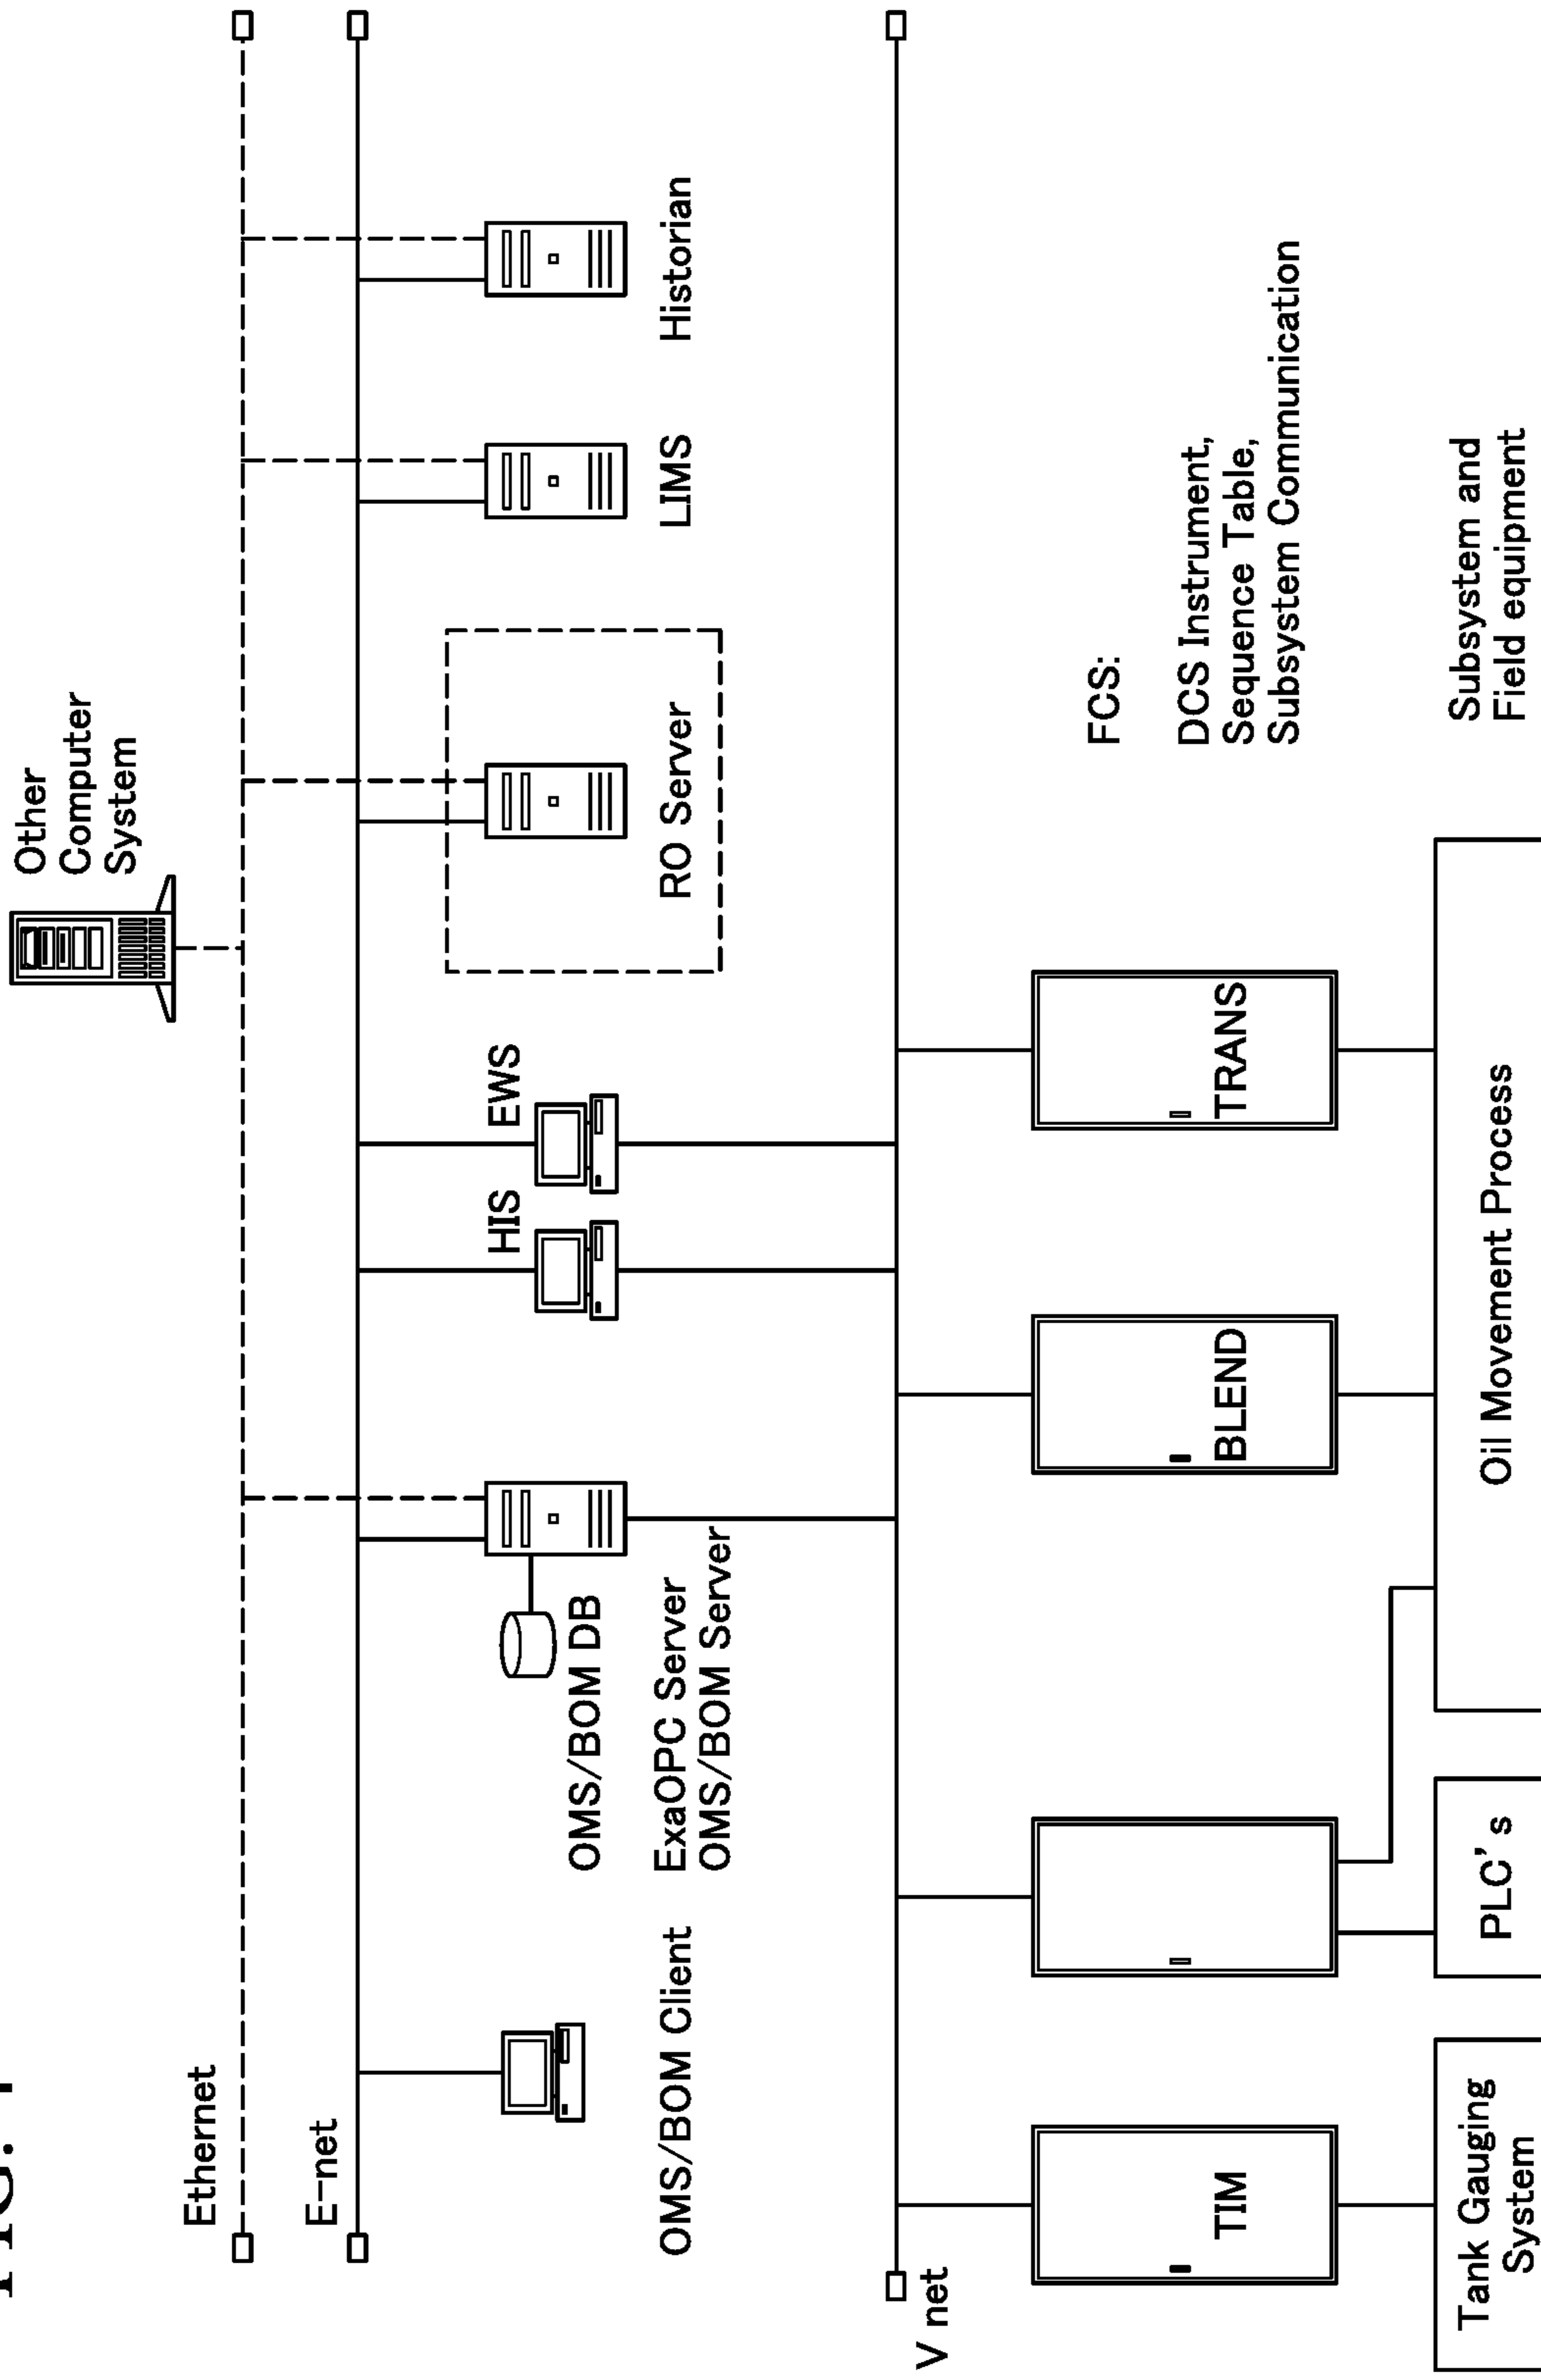 Other
Computer
System
Ethernet
E-net
HIS
EWS
OMS/BOM DB
OMS/BOM Client
ExaOPC Server
OMS/BOM Server
RO Server
LIMS
Historian
V net
FCS:
DCS Instrument,
Sequence Table,
Subsystem Communication
TIM
BLEND
TRANS
Subsystem and
Field equipment
Tank Gauging
System
PLC's
Oil Movement Process